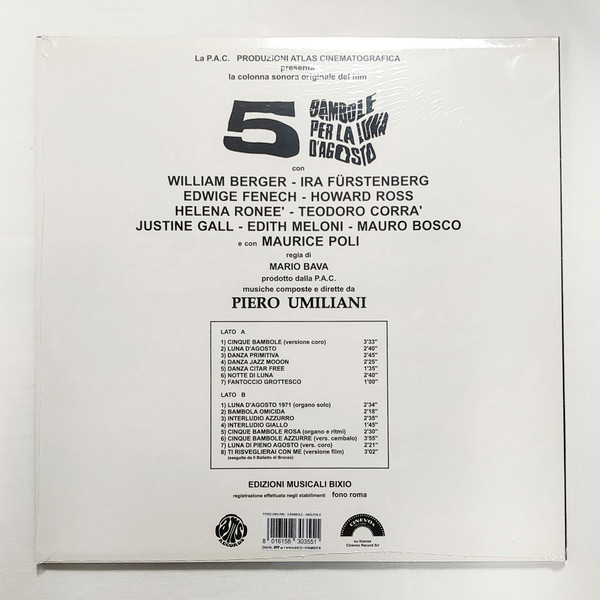 La P.A.C. PRODUZIONI ATLAS CINEMATOGRAFICA
presenta
la colonna sonora originale del film
5 BAMBOLE
PER LA LUNA
D'AGOSTO
con
WILLIAM BERGER - IRA FÜRSTENBERG
EDWIGE FENECH - HOWARD ROSS
HELENA RONEE' - TEODORO CORRA'
JUSTINE GALL - EDITH MELONI - MAURO BOSCO
e con MAURICE POLI
regia di
MARIO BAVA
prodotto dalla P.A.C.
musiche composte e dirette da
PIERO UMILIANI
LATO A
1) CINQUE BAMBOLE (versione coro) 3'33"
2) LUNA D'AGOSTO 2'40"
3) DANZA PRIMITIVA 2'45"
4) DANZA JAZZ MOOON 2'25"
5) DANZA CITAR FREE 1'35"
6) NOTTE DI LUNA 2'40"
7) FANTOCCIO GROTTESCO 1'00"
LATO B
1) LUNA D'AGOSTO 1971 (organo solo) 2'34"
2) BAMBOLA OMICIDA 2'18"
3) INTERLUDIO AZZURRO 2'35"
4) INTERLUDIO GIALLO 1'45"
5) CINQUE BAMBOLE ROSA (organo e ritmi) 2'30"
6) CINQUE BAMBOLE AZZURRE (vers. cembalo) 3'55"
7) LUNA DI PIENO AGOSTO (vers. coro) 2'21"
8) TI RISVEGLIERAI CON ME (versione film) 3'02"
(eseguita da Il Balletto di Bronzo)
EDIZIONI MUSICALI BIXIO
registrazione effettuata negli stabilimenti fono roma
AMS
RECORDS
PIERO UMILIANI
8 016158 303551
CINEVOX
su licenza
Cinevox Record Srl